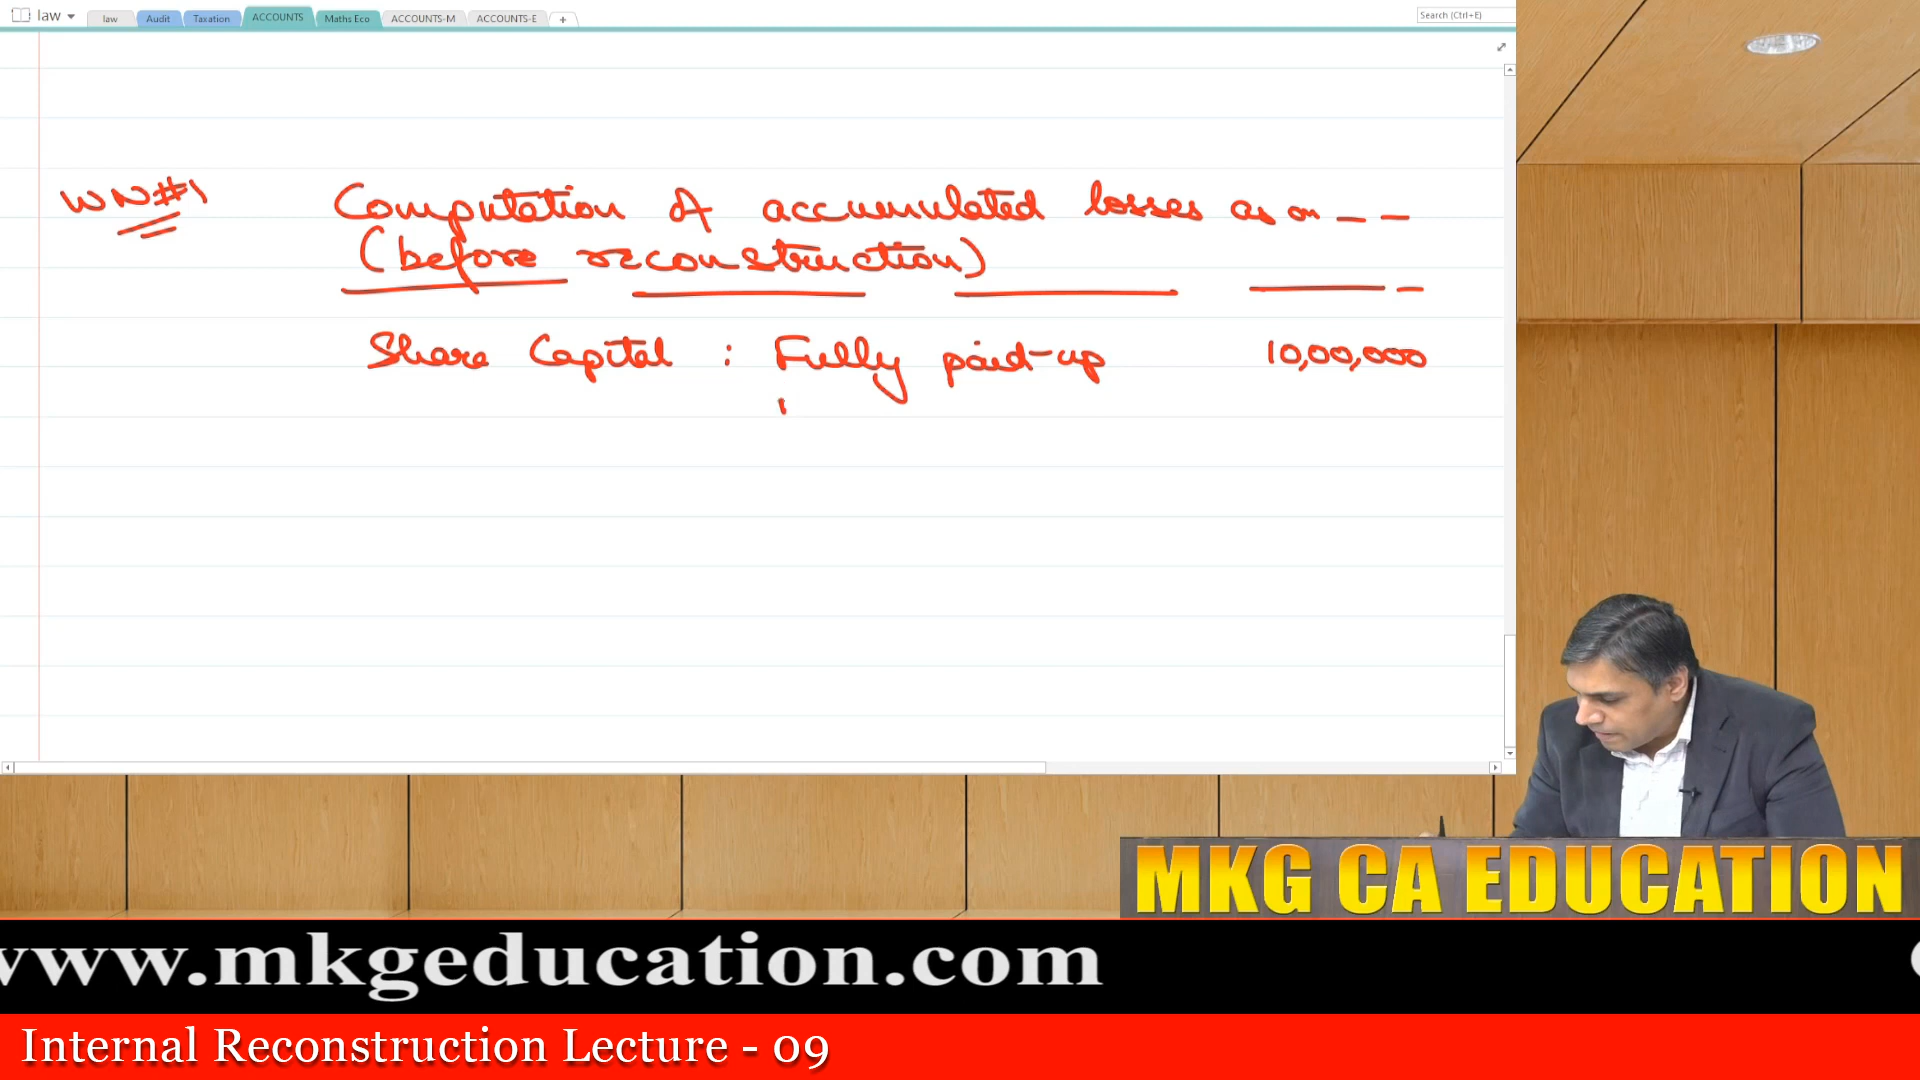 law
law Audit Taxation ACCOUNTS Maths Eco ACCOUNTS-M ACCOUNTS-E +
Search (Ctrl+E)
WN#1
Computation of accumulated losses as on _ _
(before reconstruction)
Share Capital : Fully paid-up 10,00,000
MKG CA EDUCATION
www.mkgeducation.com
Internal Reconstruction Lecture - 09